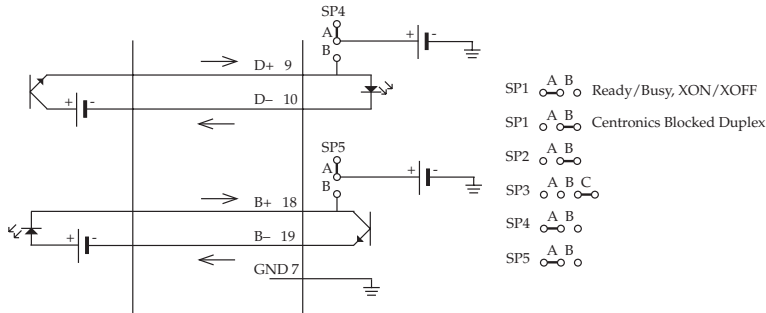 SP4
A
+ -
B
D+ 9
D– 10
+ -
SP5
A
+ -
B
B+ 18
+ -
B– 19
GND 7
A B
SP1 Ready/Busy, XON/XOFF
A B
SP1 Centronics Blocked Duplex
A B
SP2
A B C
SP3
A B
SP4
A B
SP5